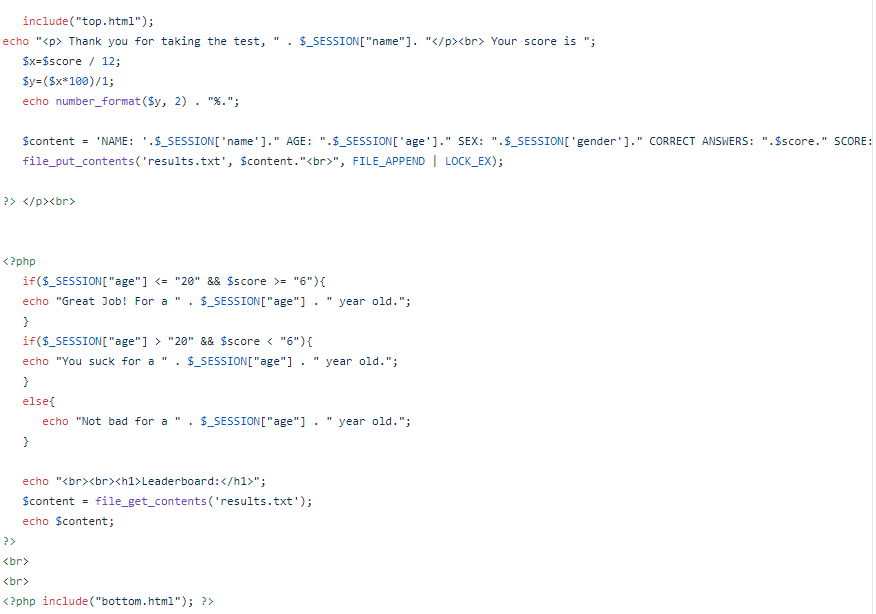 include("top.html");
echo "<p> Thank you for taking the test, " . $_SESSION["name"]. "</p><br> Your score is ";
$x=$score / 12;
$y=($x*100)/1;
echo number_format($y, 2) . "%.";
$content = 'NAME: '.$_SESSION['name']." AGE: ".$_SESSION['age']." SEX: ".$_SESSION['gender']." CORRECT ANSWERS: ".$score." SCORE:
file_put_contents('results.txt', $content."<br>", FILE_APPEND | LOCK_EX);
?> </p><br>
<?php
if($_SESSION["age"] <= "20" && $score >= "6"){
echo "Great Job! For a " . $_SESSION["age"] . " year old.";
}
if($_SESSION["age"] > "20" && $score < "6"){
echo "You suck for a " . $_SESSION["age"] . " year old.";
}
else{
echo "Not bad for a " . $_SESSION["age"] . " year old.";
}
echo "<br><br><h1>Leaderboard:</h1>";
$content = file_get_contents('results.txt');
echo $content;
?>
<br>
<br>
<?php include("bottom.html"); ?>